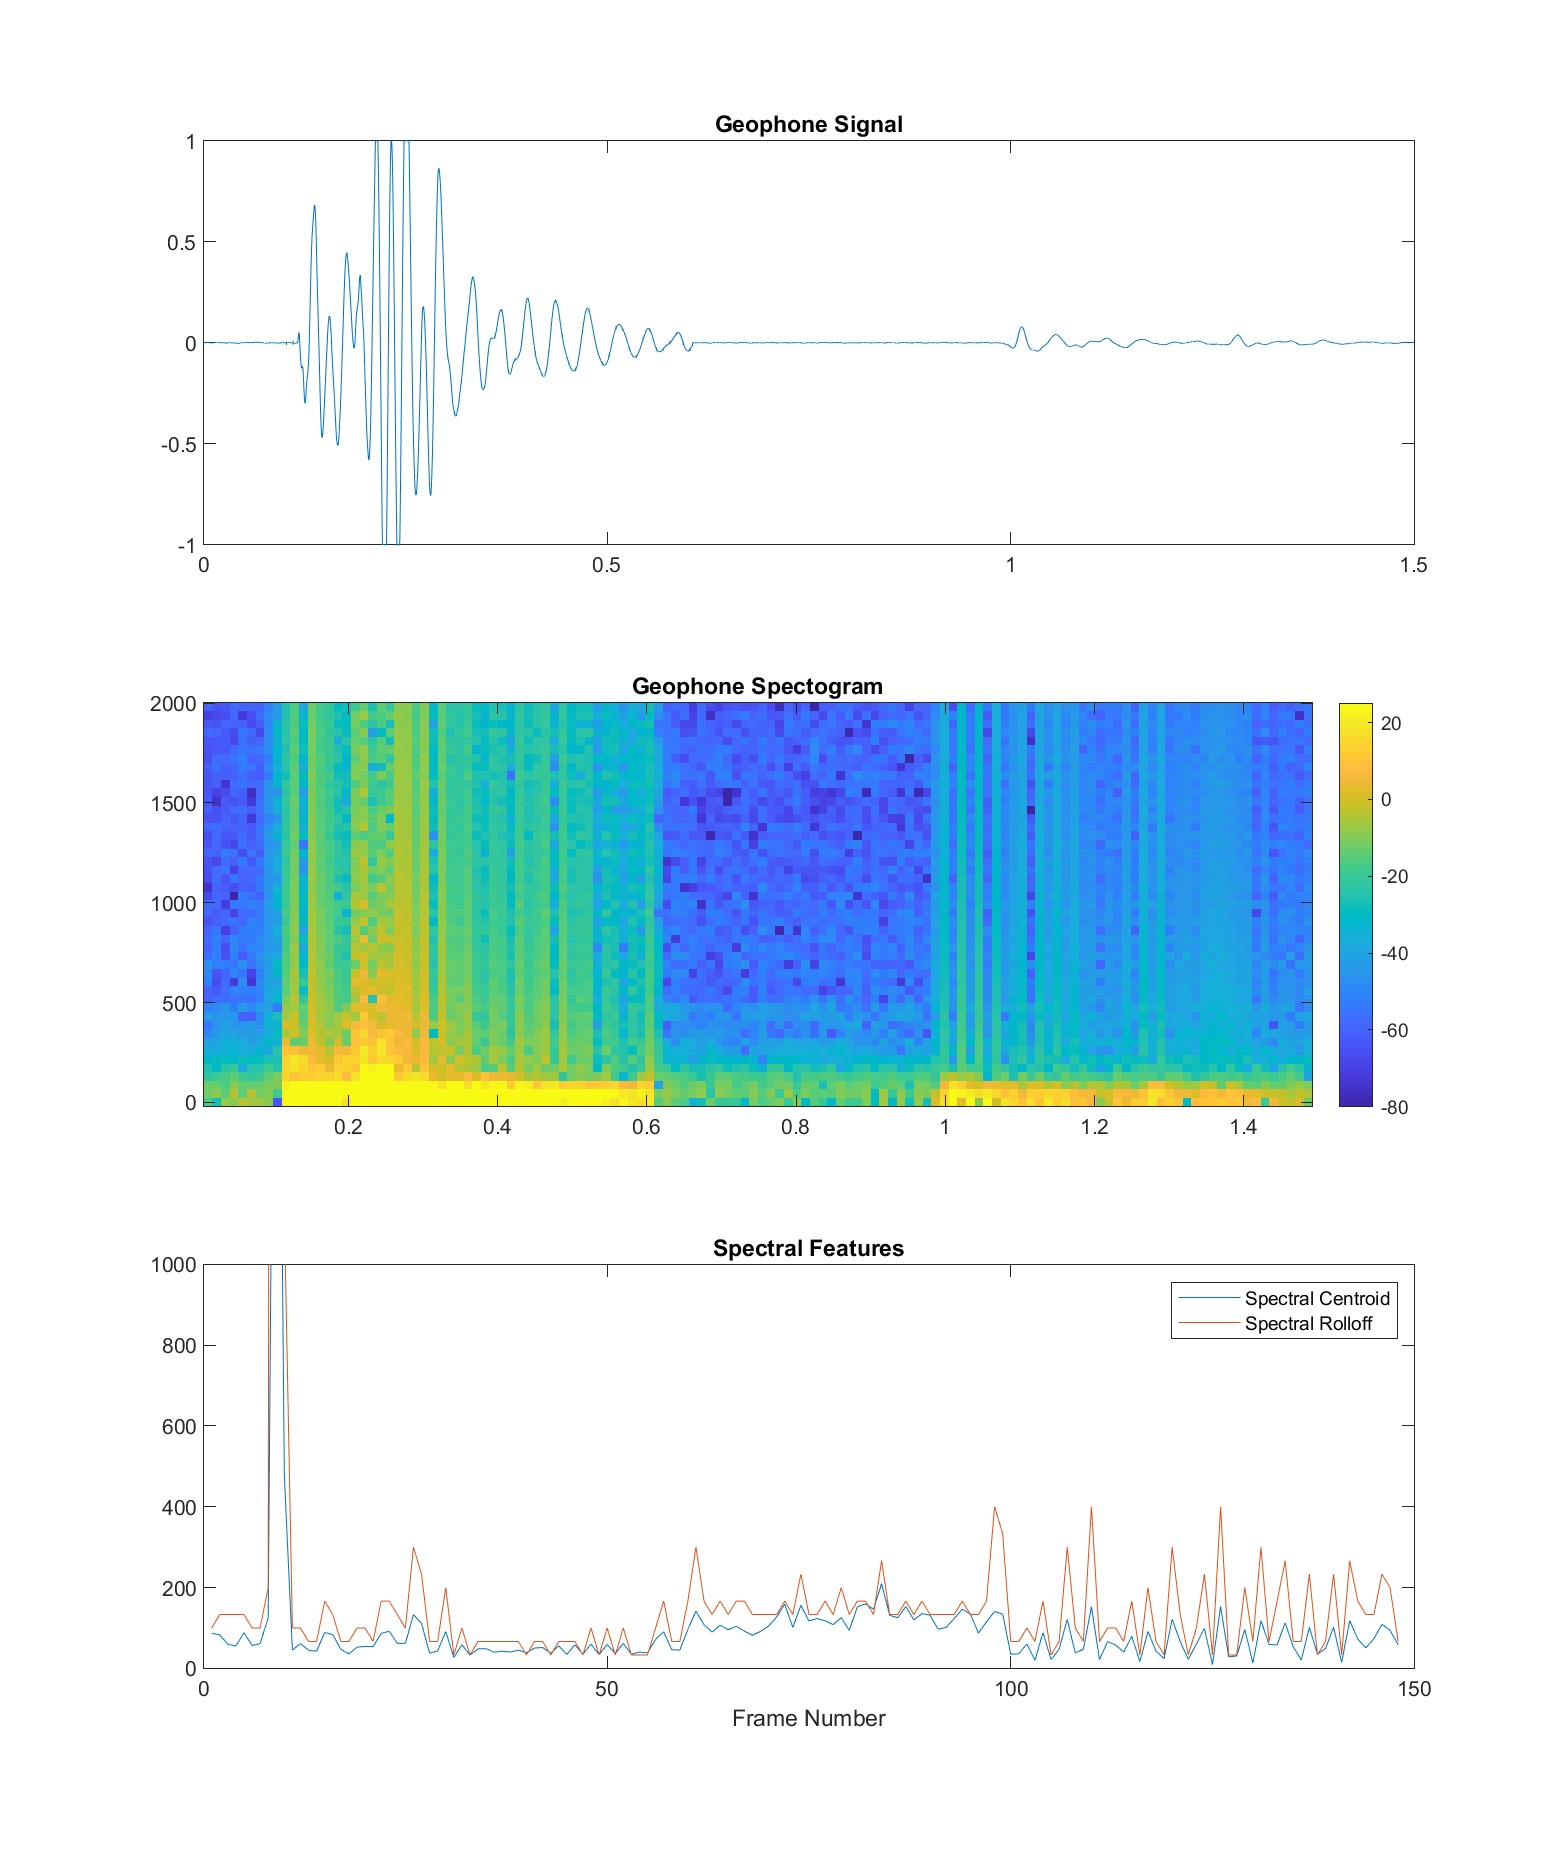 Geophone Signal
1
0.5
0
-0.5
-1
0 0.5 1 1.5
Geophone Spectogram
2000
1500
1000
500
0
0.2 0.4 0.6 0.8 1 1.2 1.4
20
0
-20
-40
-60
-80
Spectral Features
1000
800
600
400
200
0
Spectral Centroid
Spectral Rolloff
0 50 100 150
Frame Number